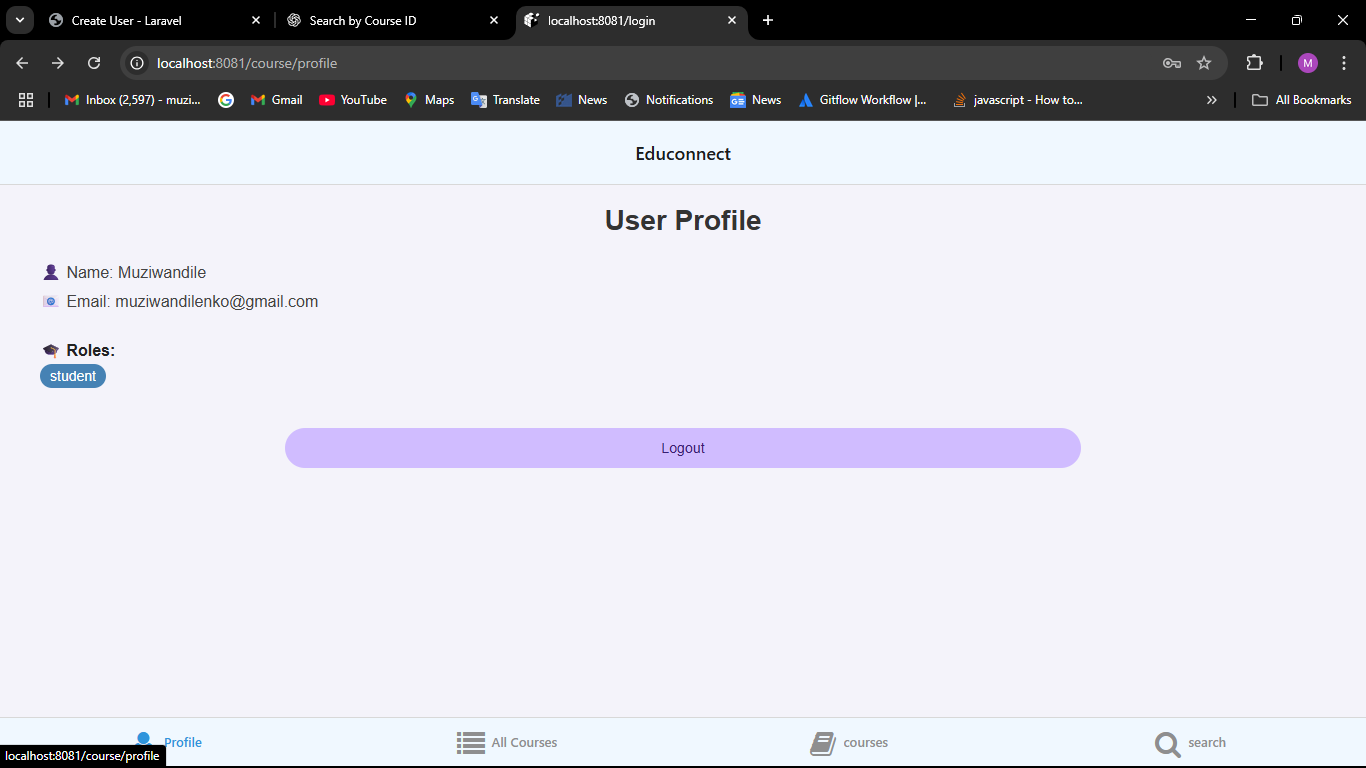 Create User - Laravel
Search by Course ID
localhost:8081/login
localhost:8081/course/profile
M
Inbox (2,597) - muzi...
Gmail
YouTube
Maps
Translate
News
Notifications
News
Gitflow Workflow |...
javascript - How to...
»
All Bookmarks
Educonnect
User Profile
Name: Muziwandile
Email: muziwandilenko@gmail.com
Roles:
student
Logout
Profile
All Courses
courses
search
localhost:8081/course/profile